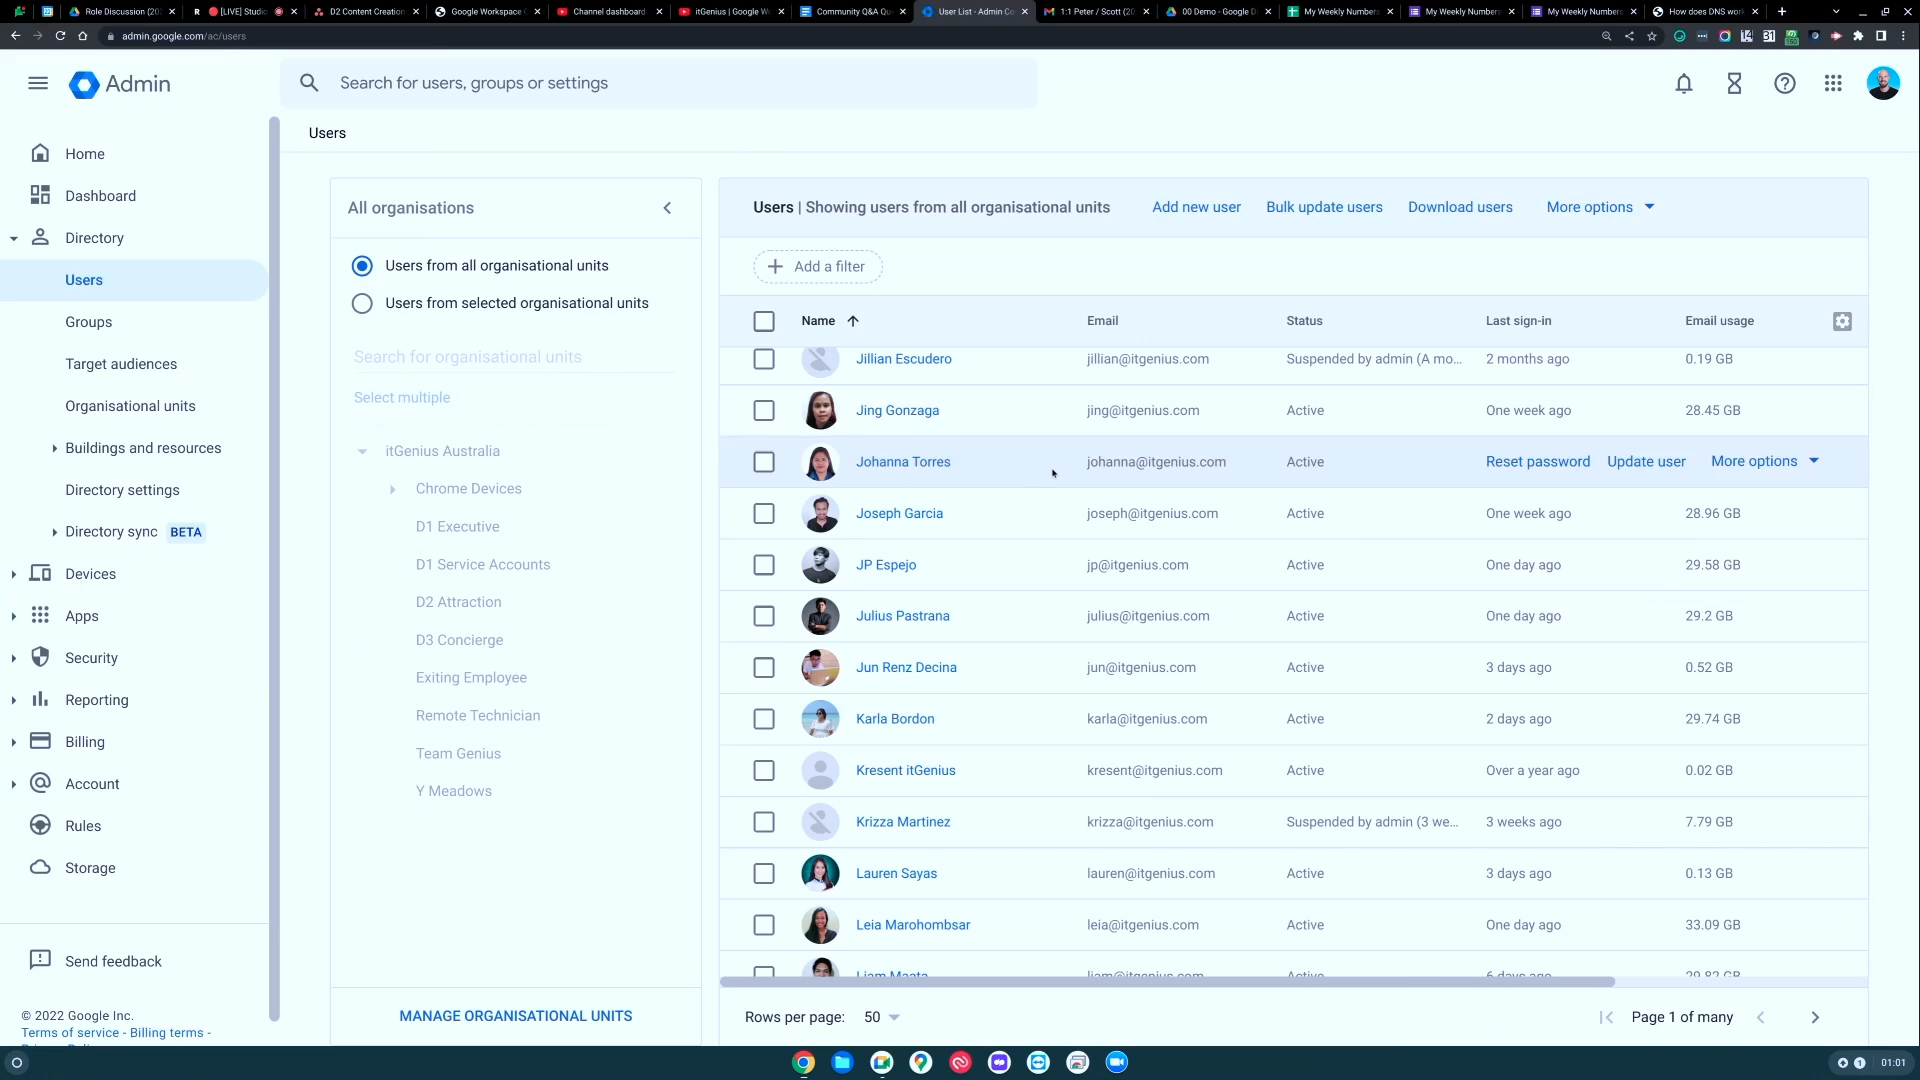 Role Discussion (20
[LIVE] Studio
D2 Content Creation
Google Workspace
Channel dashboard
itGenius | Google W
Community Q&A Qu
User List - Admin Co
1:1 Peter / Scott (2
00 Demo - Google D
My Weekly Numbers
My Weekly Numbers
My Weekly Numbers
How does DNS work
admin.google.com/ac/users
Admin
Search for users, groups or settings
Users
Home
Dashboard
Directory
Users
Groups
Target audiences
Organisational units
Buildings and resources
Directory settings
Directory sync BETA
Devices
Apps
Security
Reporting
Billing
Account
Rules
Storage
Send feedback
© 2022 Google Inc.
Terms of service - Billing terms -
All organisations
Users from all organisational units
Users from selected organisational units
Search for organisational units
Select multiple
itGenius Australia
Chrome Devices
D1 Executive
D1 Service Accounts
D2 Attraction
D3 Concierge
Exiting Employee
Remote Technician
Team Genius
Y Meadows
MANAGE ORGANISATIONAL UNITS
Users | Showing users from all organisational units Add new user Bulk update users Download users More options
Add a filter
Name Email Status Last sign-in Email usage
Jillian Escudero jillian@itgenius.com Suspended by admin (A mo... 2 months ago 0.19 GB
Jing Gonzaga jing@itgenius.com Active One week ago 28.45 GB
Johanna Torres johanna@itgenius.com Active Reset password Update user More options
Joseph Garcia joseph@itgenius.com Active One week ago 28.96 GB
JP Espejo jp@itgenius.com Active One day ago 29.58 GB
Julius Pastrana julius@itgenius.com Active One day ago 29.2 GB
Jun Renz Decina jun@itgenius.com Active 3 days ago 0.52 GB
Karla Bordon karla@itgenius.com Active 2 days ago 29.74 GB
Kresent itGenius kresent@itgenius.com Active Over a year ago 0.02 GB
Krizza Martinez krizza@itgenius.com Suspended by admin (3 we... 3 weeks ago 7.79 GB
Lauren Sayas lauren@itgenius.com Active 3 days ago 0.13 GB
Leia Marohombsar leia@itgenius.com Active One day ago 33.09 GB
Liam Maata liam@itgenius.com Active 6 days ago 29.82 GB
Rows per page: 50 Page 1 of many
01:01